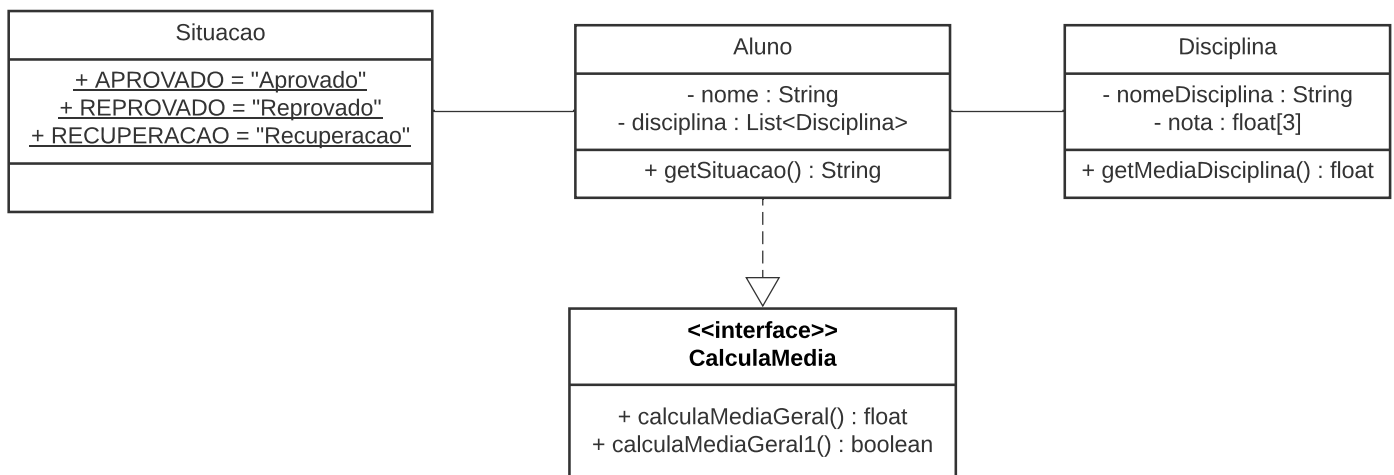 Situacao
+ APROVADO = "Aprovado"
+ REPROVADO = "Reprovado"
+ RECUPERACAO = "Recuperacao"
Aluno
- nome : String
- disciplina : List<Disciplina>
+ getSituacao() : String
Disciplina
- nomeDisciplina : String
- nota : float[3]
+ getMediaDisciplina() : float
<<interface>>
CalculaMedia
+ calculaMediaGeral() : float
+ calculaMediaGeral1() : boolean